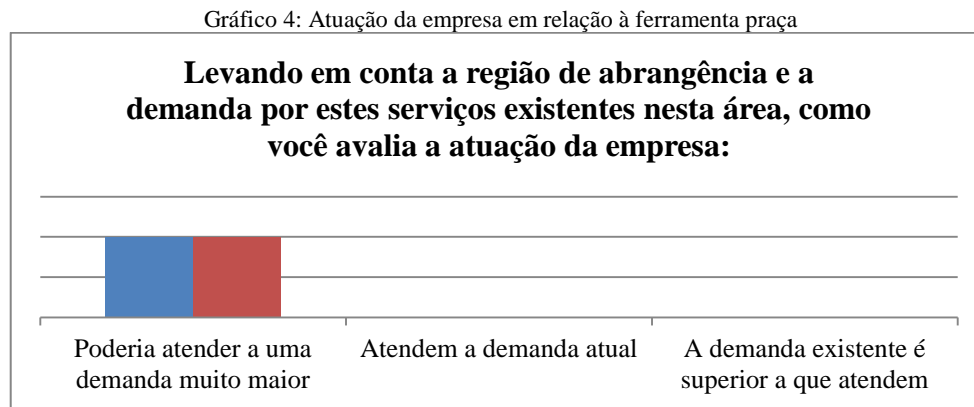 Gráfico 4: Atuação da empresa em relação à ferramenta praça
Levando em conta a região de abrangência e a
demanda por estes serviços existentes nesta área, como
você avalia a atuação da empresa:
Poderia atender a uma
demanda muito maior
Atendem a demanda atual
A demanda existente é
superior a que atendem